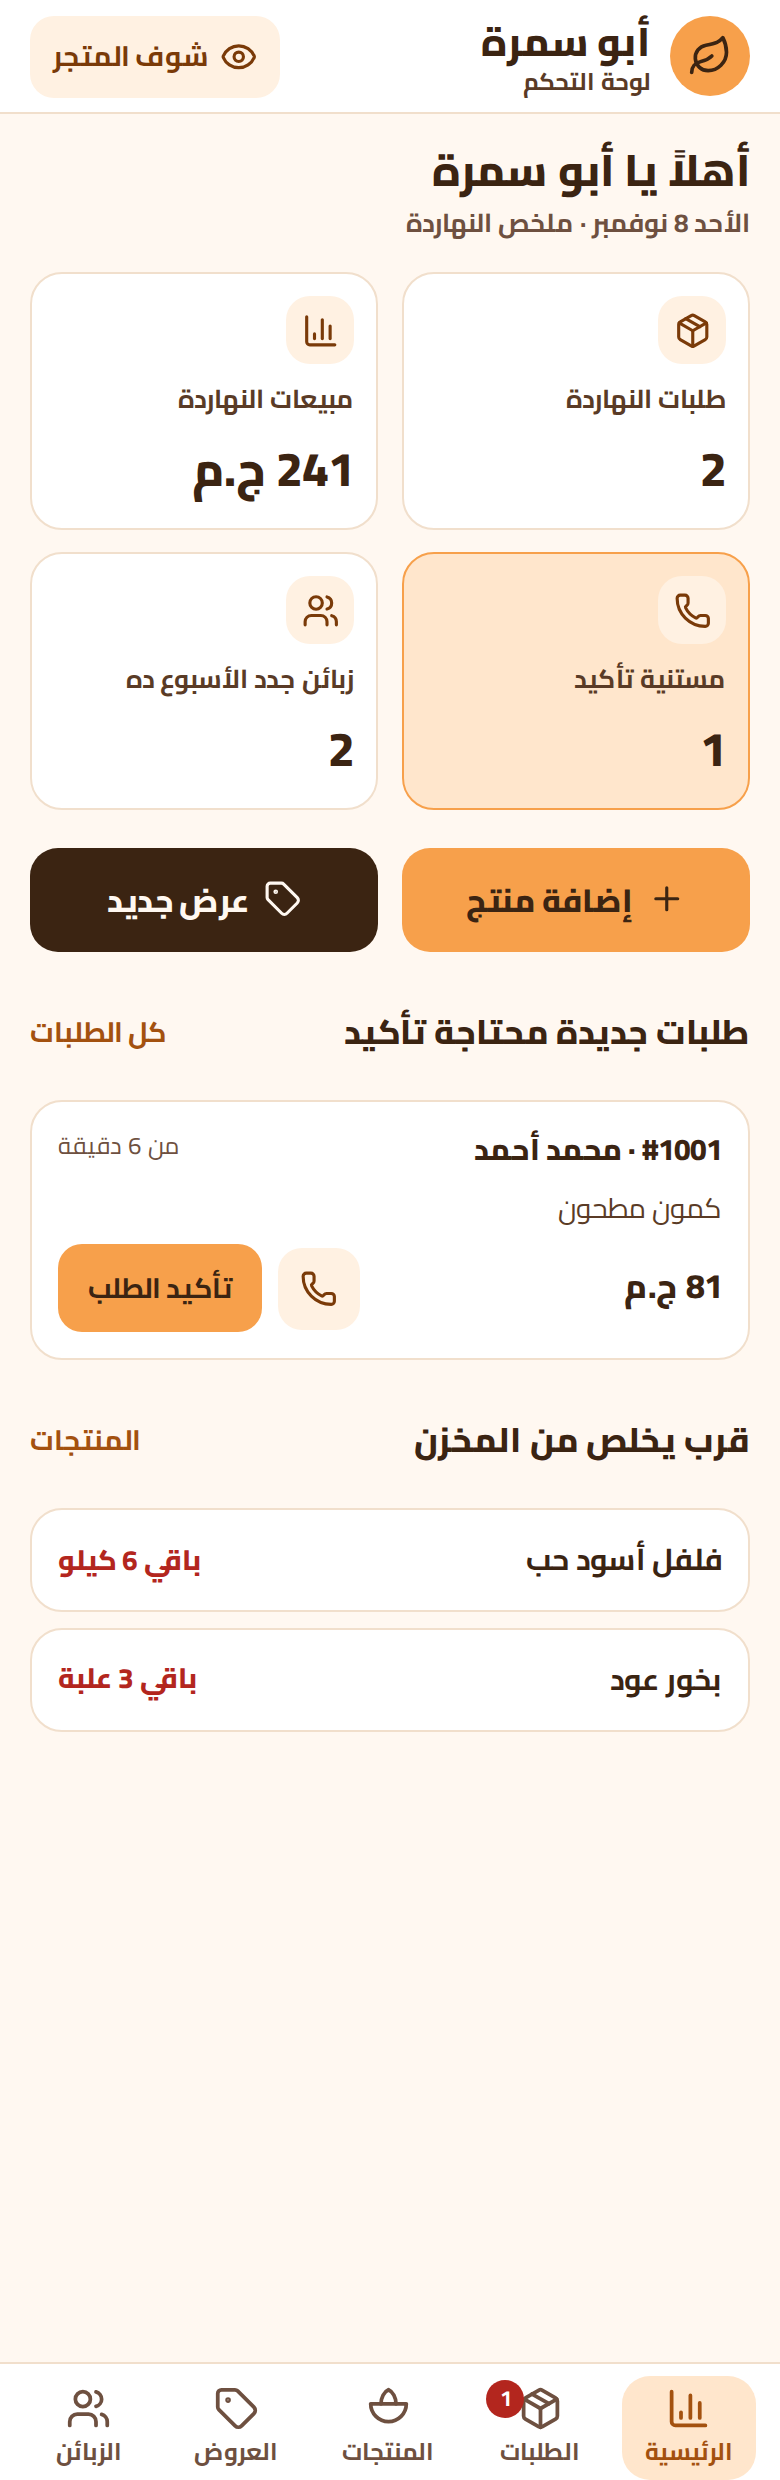 أبو سمرة
لوحة التحكم
شوف المتجر
أهلاً يا أبو سمرة
الأحد 8 نوفمبر · ملخص النهاردة
طلبات النهاردة
2
مبيعات النهاردة
241 ج.م
مستنية تأكيد
1
زبائن جدد الأسبوع ده
2
إضافة منتج
عرض جديد
طلبات جديدة محتاجة تأكيد
كل الطلبات
#1001 · محمد أحمد
من 6 دقيقة
كمون مطحون
81 ج.م
تأكيد الطلب
قرب يخلص من المخزن
المنتجات
فلفل أسود حب
باقي 6 كيلو
بخور عود
باقي 3 علبة
الرئيسية
1
الطلبات
المنتجات
العروض
الزبائن